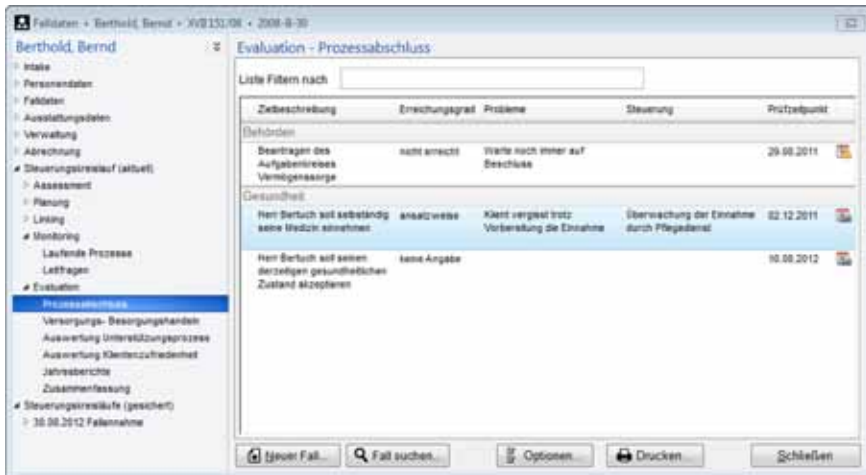 Falldaten • Berthold, Bernd • XVII 151/08 • 2008-8-30
Berthold, Bernd
Intake
Personendaten
Falldaten
Ausstattungsdaten
Verwaltung
Abrechnung
Steuerungskreislauf (aktuell)
Assessment
Planung
Linking
Monitoring
Laufende Prozesse
Leitfragen
Evaluation
Prozessabschluss
Versorgungs- Besorgungshandeln
Auswertung Unterstützungsprozess
Auswertung Klientenzufriedenheit
Jahresberichte
Zusammenfassung
Steuerungskreisläufe (gesichert)
30.08.2012 Fallannahme
Evaluation - Prozessabschluss
Liste Filtern nach
Zielbeschreibung Erreichungsgrad Probleme Steuerung Prüfzeitpunkt
Behörden
Beantragen des nicht erreicht Warte noch immer auf 29.08.2011
Aufgabenkreises Beschluss
Vermögenssorge
Gesundheit
Herr Bertuch soll selbständig ansatzweise Klient vergisst trotz Überwachung der Einnahme 02.12.2011
seine Medizin einnehmen Vorbereitung die Einnahme durch Pflegedienst
Herr Bertuch soll seinen keine Angabe 10.08.2012
derzeitigen gesundheitlichen
Zustand akzeptieren
Neuer Fall... Fall suchen... Optionen... Drucken... Schließen